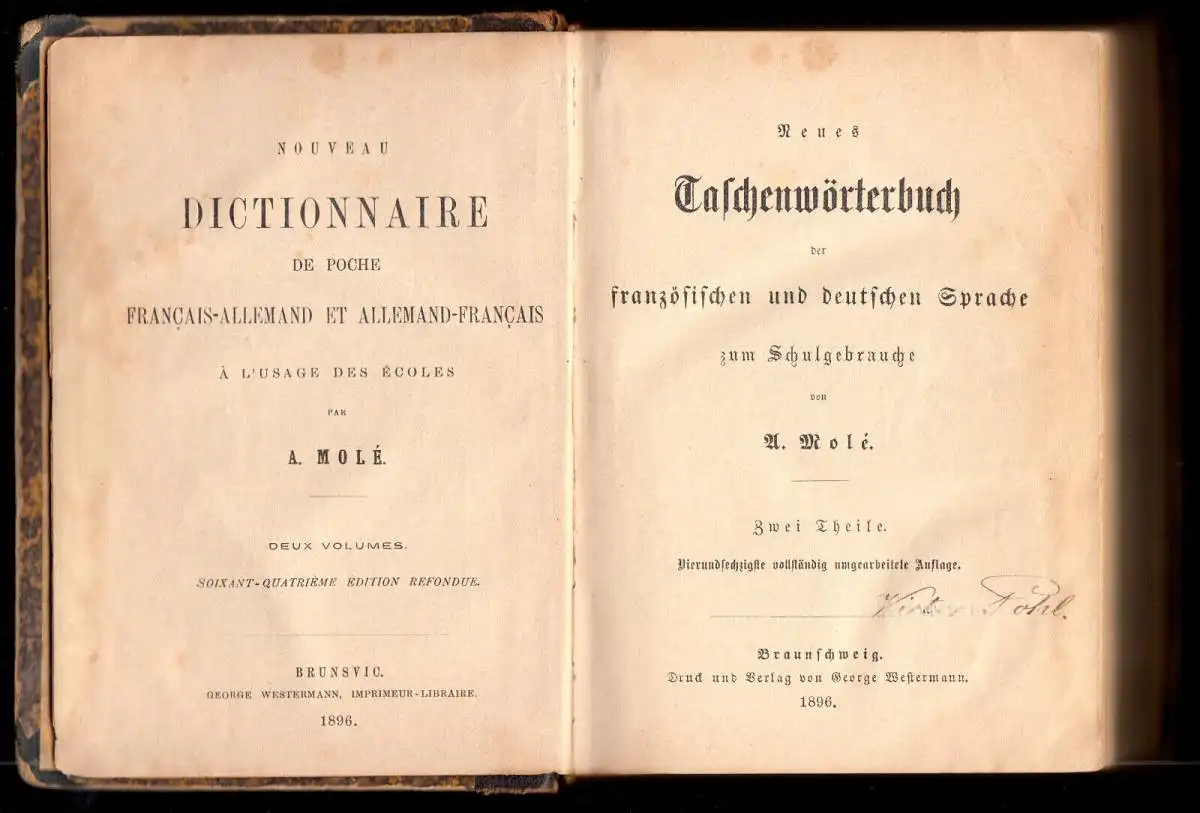 NOUVEAU
DICTIONNAIRE
DE POCHE
FRANÇAIS-ALLEMAND ET ALLEMAND-FRANÇAIS
À L'USAGE DES ÉCOLES
PAR
A. MOLÉ.
DEUX VOLUMES.
SOIXANT-QUATRIÈME ÉDITION REFONDUE.
BRUNSVIC.
GEORGE WESTERMANN, IMPRIMEUR-LIBRAIRE.
1896.
Neues
Taſchenwörterbuch
der
franzöſiſchen und deutſchen Sprache
zum Schulgebrauche
von
A. Molé.
Zwei Theile.
Vierundſechzigſte vollſtändig umgearbeitete Auflage.
Pohl.
Braunſchweig.
Druck und Verlag von George Weſtermann.
1896.